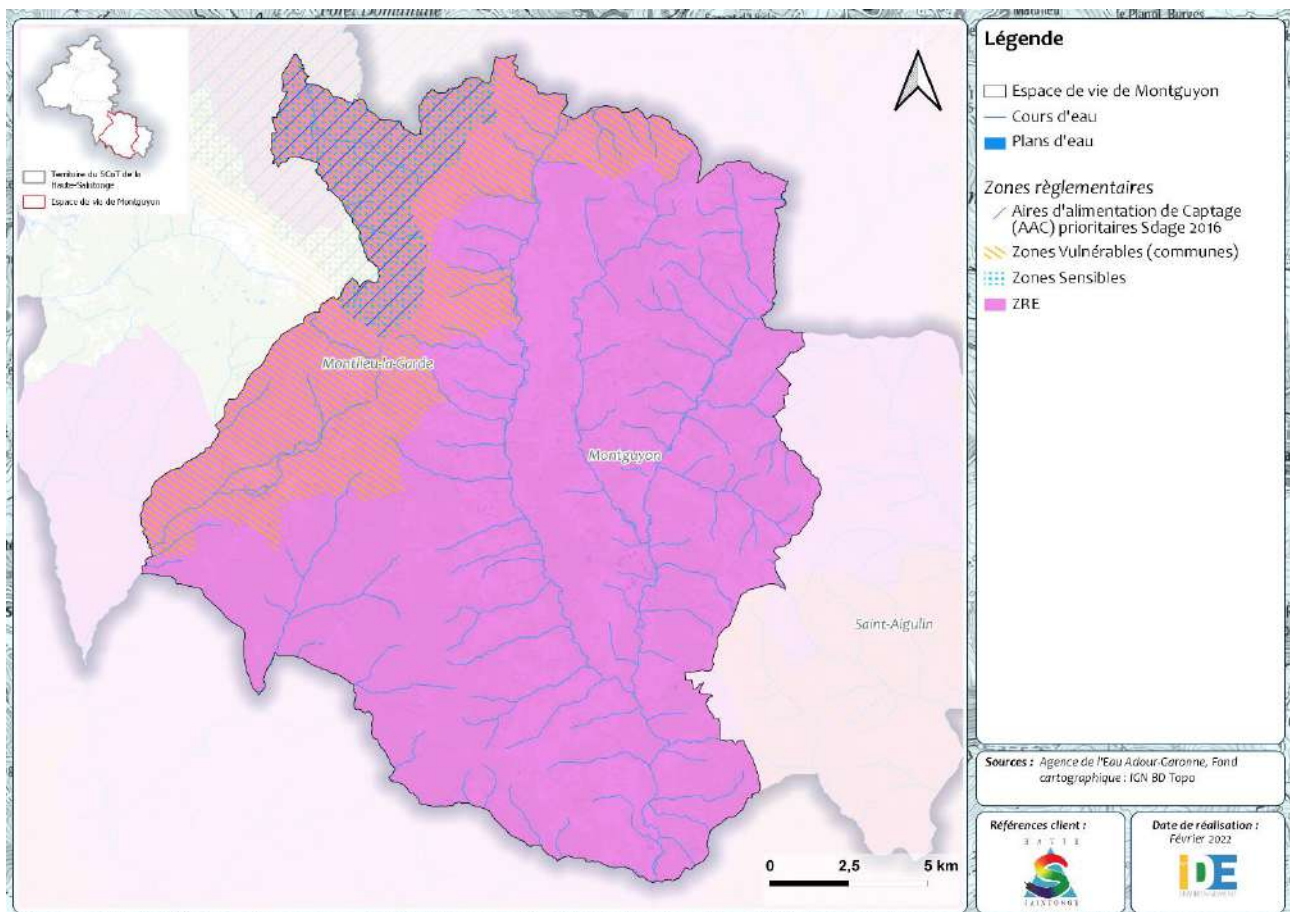 Territoire du SCoT de la
Haute-Saintonge
Espace de vie de Montguyon
Montlieu-la-Garde
Montguyon
Saint-Aigulin
0 2,5 5 km
Légende
Espace de vie de Montguyon
Cours d'eau
Plans d'eau
Zones règlementaires
Aires d'alimentation de Captage
(AAC) prioritaires Sdage 2016
Zones Vulnérables (communes)
Zones Sensibles
ZRE
Sources : Agence de l'Eau Adour-Garonne, Fond
cartographique : IGN BD Topo
Références client :
HAUTE
SAINTONGE
Date de réalisation :
Février 2022
IDE